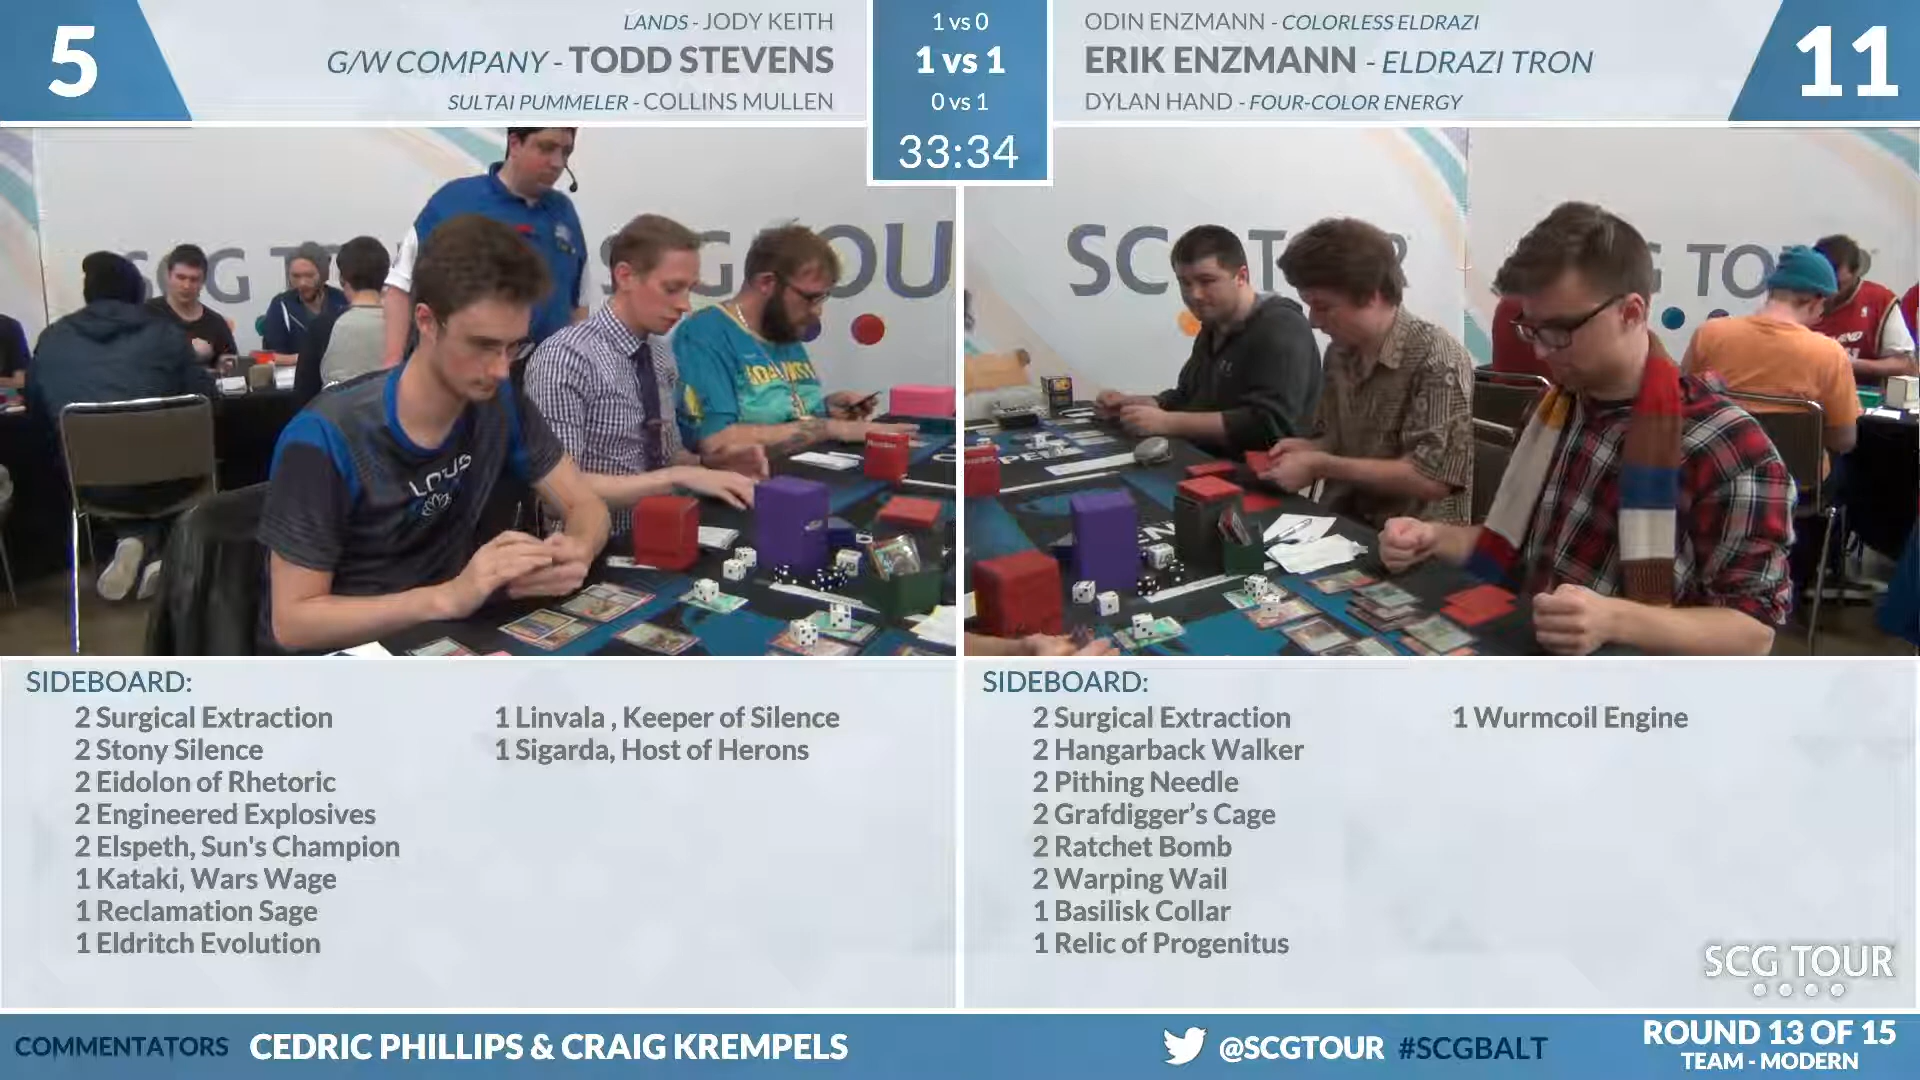 5
LANDS - JODY KEITH
G/W COMPANY - TODD STEVENS
SULTAI PUMMELER - COLLINS MULLEN
1 vs 0
1 vs 1
0 vs 1
33:34
ODIN ENZMANN - COLORLESS ELDRAZI
ERIK ENZMANN - ELDRAZI TRON
DYLAN HAND - FOUR-COLOR ENERGY
11
SCG TOUR
LOTUS
SIDEBOARD:
2 Surgical Extraction
2 Stony Silence
2 Eidolon of Rhetoric
2 Engineered Explosives
2 Elspeth, Sun's Champion
1 Kataki, Wars Wage
1 Reclamation Sage
1 Eldritch Evolution
1 Linvala , Keeper of Silence
1 Sigarda, Host of Herons
SIDEBOARD:
2 Surgical Extraction
2 Hangarback Walker
2 Pithing Needle
2 Grafdigger’s Cage
2 Ratchet Bomb
2 Warping Wail
1 Basilisk Collar
1 Relic of Progenitus
1 Wurmcoil Engine
SCG TOUR
COMMENTATORS CEDRIC PHILLIPS & CRAIG KREMPELS
@SCGTOUR #SCGBALT
ROUND 13 OF 15
TEAM - MODERN